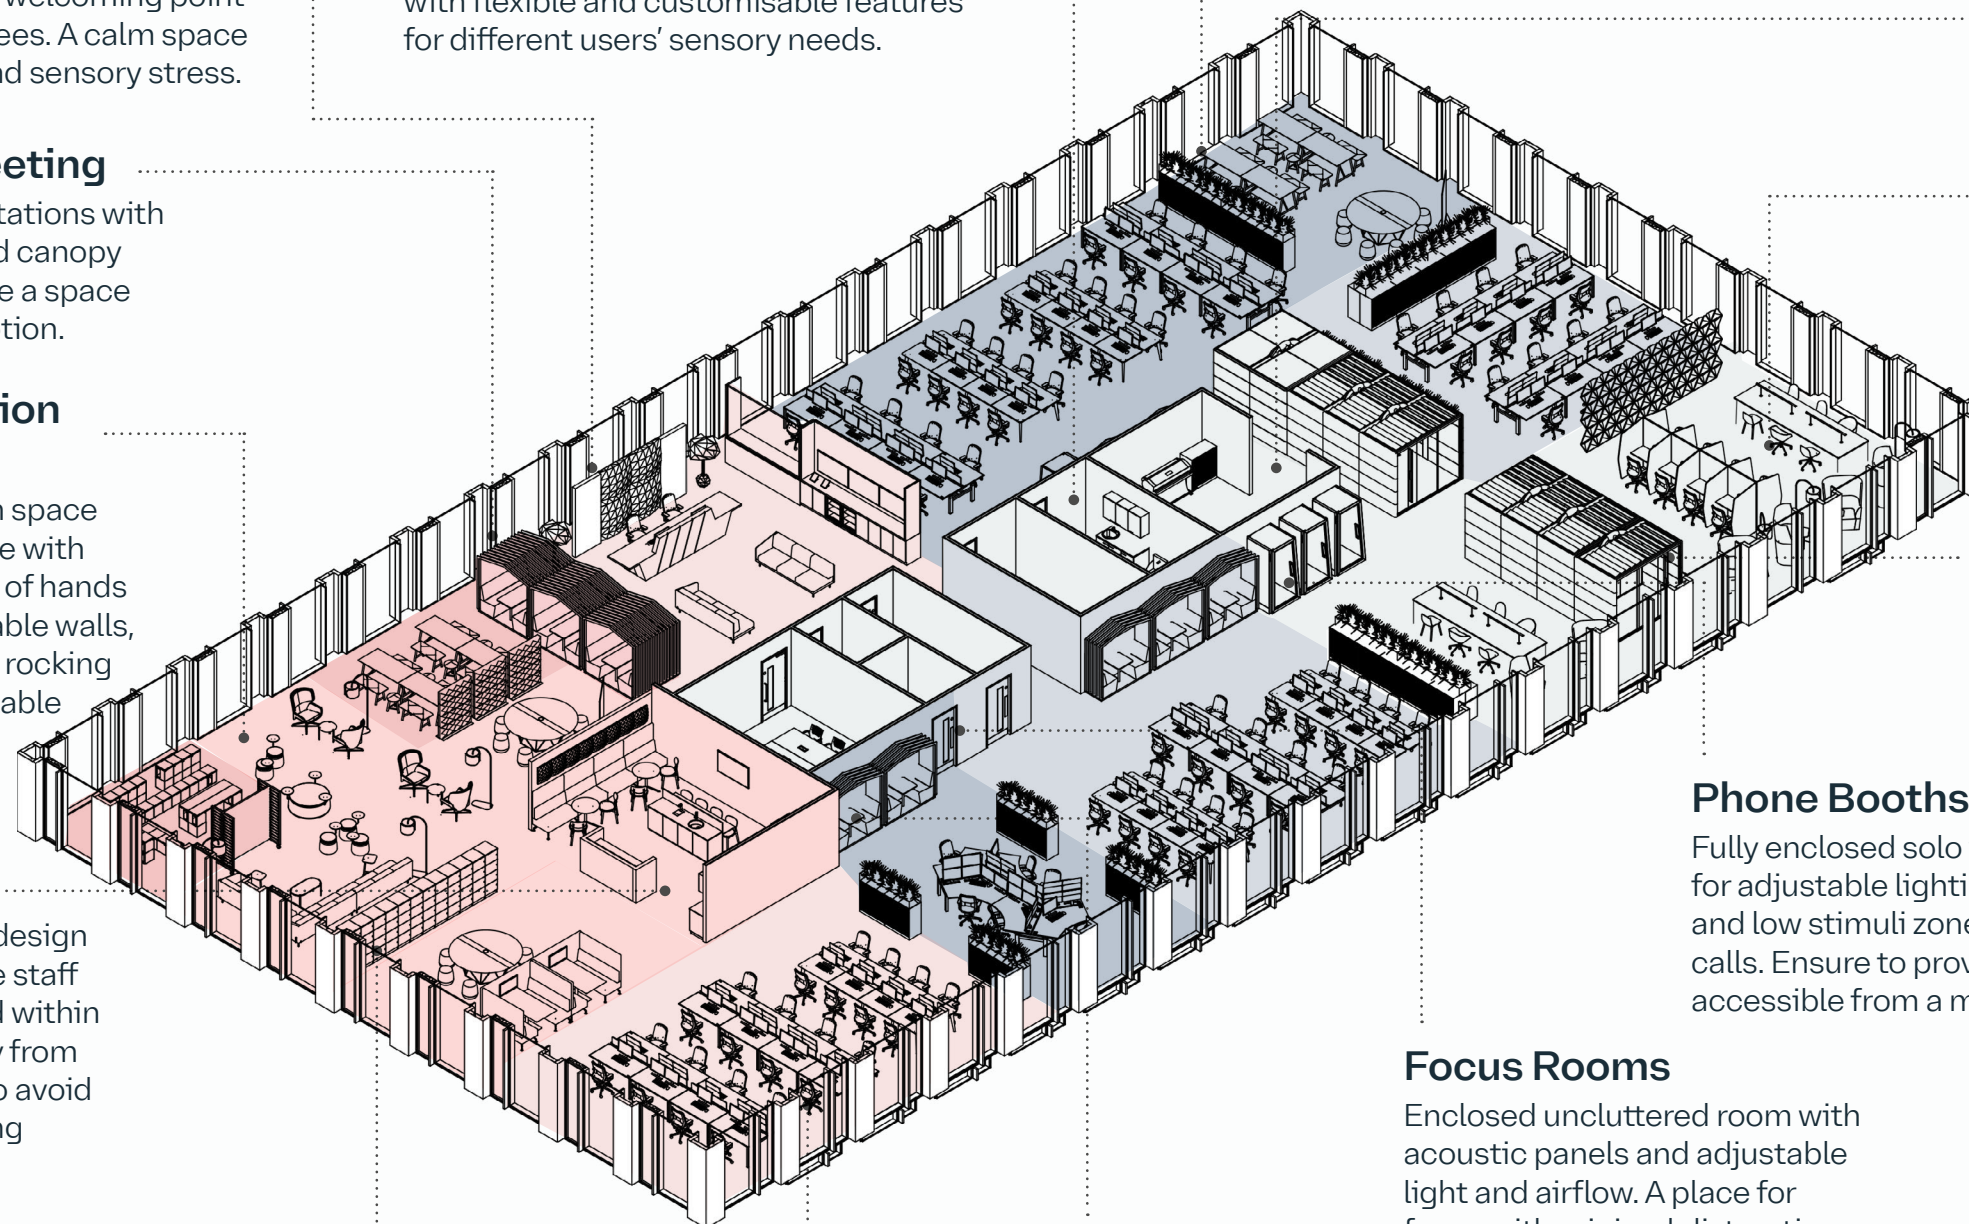 welcoming point
ees. A calm space
nd sensory stress.
with flexible and customisable features
for different users' sensory needs.
eeting
tations with
d canopy
e a space
tion.
ion
n space
e with
of hands
able walls,
rocking
able
design
e staff
d within
y from
o avoid
ng
Phone Booths
Fully enclosed solo
for adjustable lighti
and low stimuli zone
calls. Ensure to prov
accessible from a m
Focus Rooms
Enclosed uncluttered room with
acoustic panels and adjustable
light and airflow. A place for